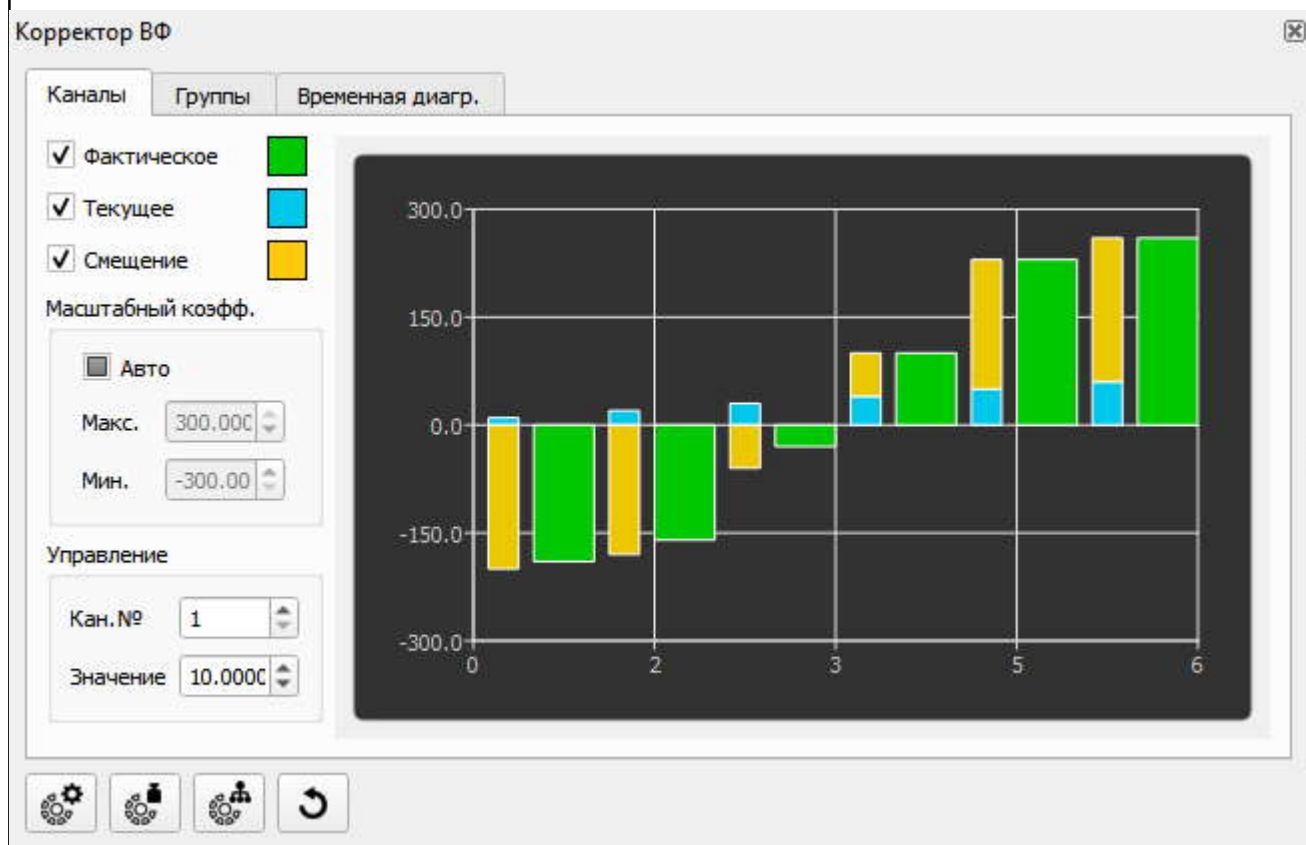 Корректор ВФ
Каналы Группы Временная диагр.
Фактическое
Текущее
Смещение
Масштабный коэфф.
Авто
Макс. 300.000
Мин. -300.00
Управление
Кан.№ 1
Значение 10.0000
300.0
150.0
0.0
-150.0
-300.0
0 2 3 5 6